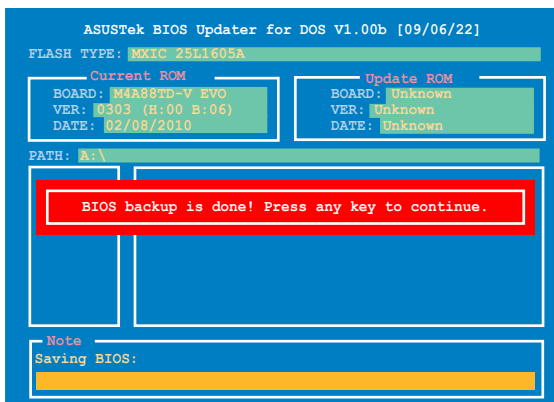 ASUSTek BIOS Updater for DOS V1.00b [09/06/22]
FLASH TYPE: MXIC 25L1605A
Current ROM
BOARD: M4A88TD-V EVO
VER: 0303 (H:00 B:06)
DATE: 02/08/2010
Update ROM
BOARD: Unknown
VER: Unknown
DATE: Unknown
PATH: A:\
BIOS backup is done! Press any key to continue.
Note
Saving BIOS: